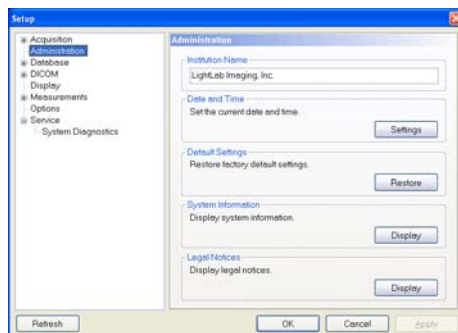 Setup
Acquisition
Administration
Database
DICOM
Display
Measurements
Options
Service
System Diagnostics
Administration
Institution Name
LightLab Imaging, Inc.
Date and Time
Set the current date and time.
Settings
Default Settings
Restore factory default settings.
Restore
System Information
Display system information.
Display
Legal Notices
Display legal notices.
Display
Refresh
OK
Cancel
Apply